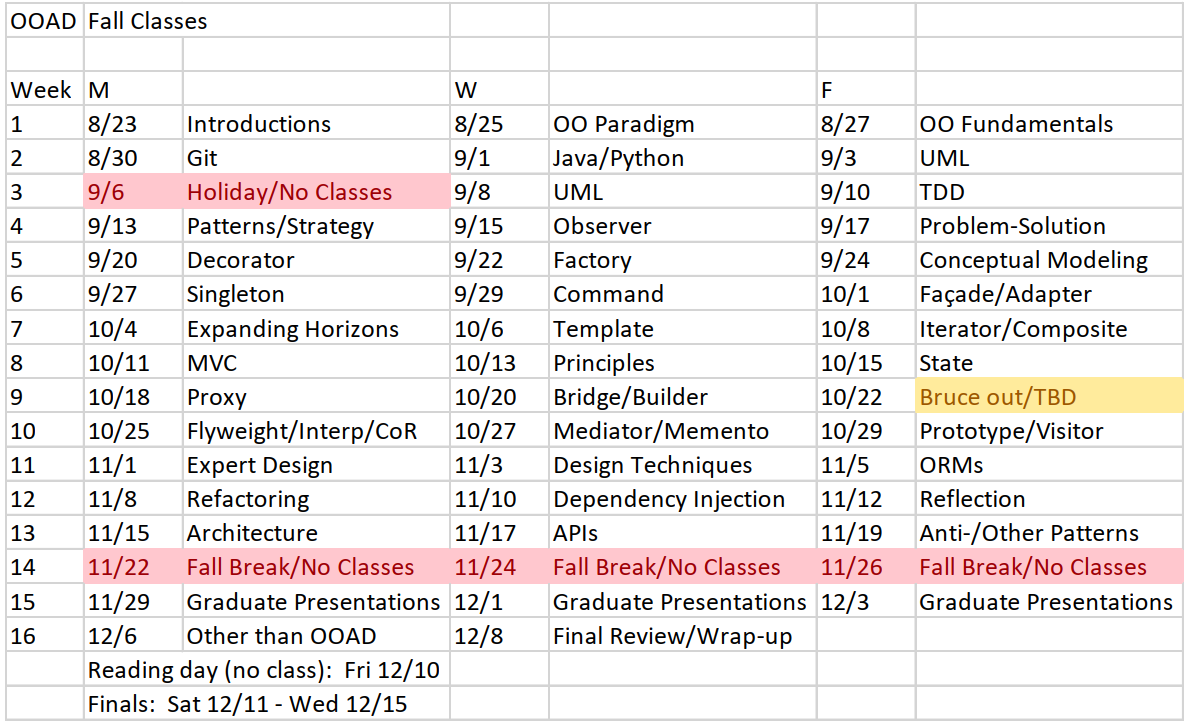 OOAD Fall Classes
Week M W F
1 8/23 Introductions 8/25 OO Paradigm 8/27 OO Fundamentals
2 8/30 Git 9/1 Java/Python 9/3 UML
3 9/6 Holiday/No Classes 9/8 UML 9/10 TDD
4 9/13 Patterns/Strategy 9/15 Observer 9/17 Problem-Solution
5 9/20 Decorator 9/22 Factory 9/24 Conceptual Modeling
6 9/27 Singleton 9/29 Command 10/1 Façade/Adapter
7 10/4 Expanding Horizons 10/6 Template 10/8 Iterator/Composite
8 10/11 MVC 10/13 Principles 10/15 State
9 10/18 Proxy 10/20 Bridge/Builder 10/22 Bruce out/TBD
10 10/25 Flyweight/Interp/CoR 10/27 Mediator/Memento 10/29 Prototype/Visitor
11 11/1 Expert Design 11/3 Design Techniques 11/5 ORMs
12 11/8 Refactoring 11/10 Dependency Injection 11/12 Reflection
13 11/15 Architecture 11/17 APIs 11/19 Anti-/Other Patterns
14 11/22 Fall Break/No Classes 11/24 Fall Break/No Classes 11/26 Fall Break/No Classes
15 11/29 Graduate Presentations 12/1 Graduate Presentations 12/3 Graduate Presentations
16 12/6 Other than OOAD 12/8 Final Review/Wrap-up
Reading day (no class):  Fri 12/10
Finals:  Sat 12/11 - Wed 12/15